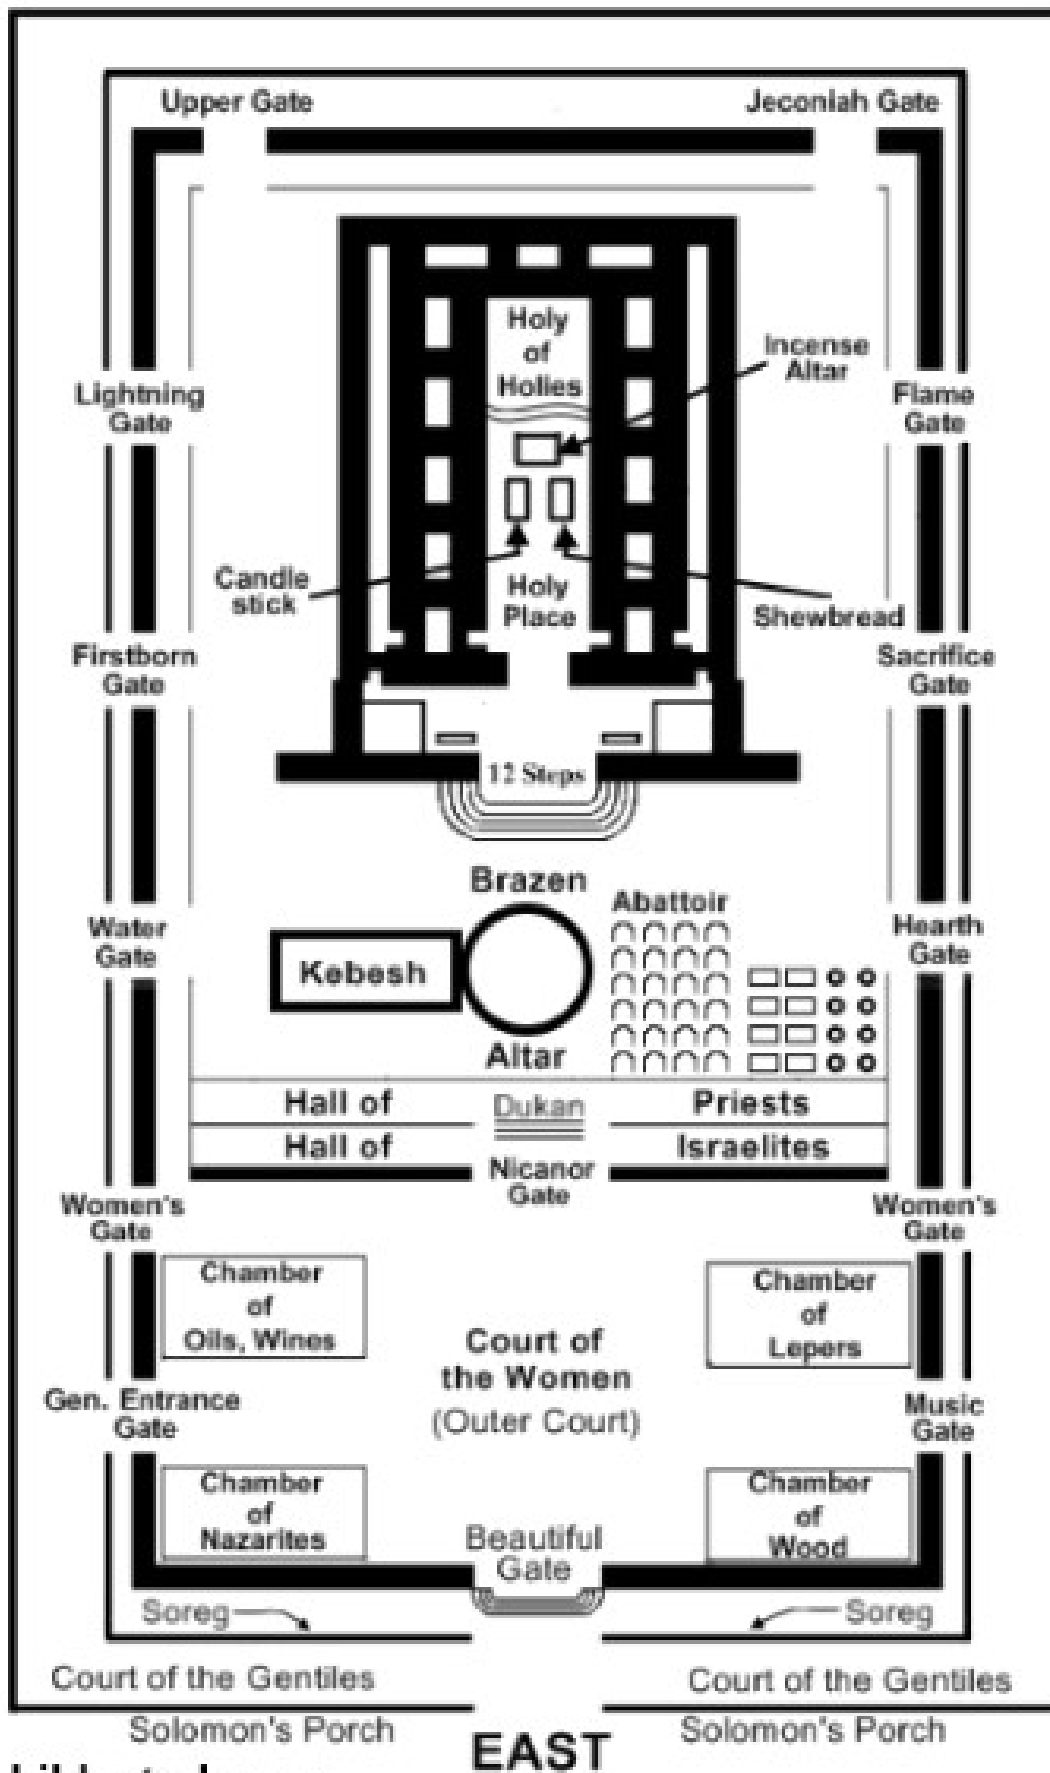 Upper Gate
Jeconiah Gate
Holy
of
Holies
Incense
Altar
Lightning
Gate
Flame
Gate
Candle
stick
Holy
Place
Shewbread
Firstborn
Gate
Sacrifice
Gate
12 Steps
Brazen
Abattoir
Water
Gate
Hearth
Gate
Kebesh
Altar
Hall of
Dukan
Priests
Hall of
Israelites
Nicanor
Gate
Women's
Gate
Women's
Gate
Chamber
of
Oils, Wines
Chamber
of
Lepers
Court of
the Women
(Outer Court)
Gen. Entrance
Gate
Music
Gate
Chamber
of
Nazarites
Chamber
of
Wood
Beautiful
Gate
Soreg
Soreg
Court of the Gentiles
Court of the Gentiles
Solomon's Porch
Solomon's Porch
EAST